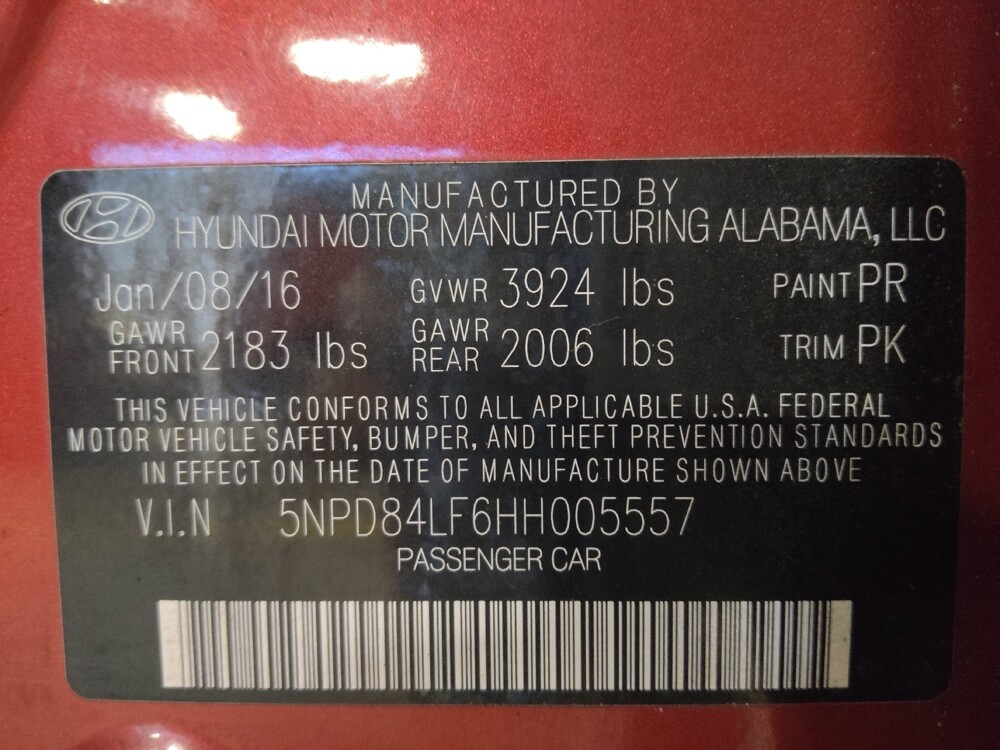 MANUFACTURED BY
HYUNDAI MOTOR MANUFACTURING ALABAMA, LLC
Jan/08/16 GVWR 3924 lbs PAINT PR
GAWR FRONT 2183 lbs GAWR REAR 2006 lbs TRIM PK
THIS VEHICLE CONFORMS TO ALL APPLICABLE U.S.A. FEDERAL
MOTOR VEHICLE SAFETY, BUMPER, AND THEFT PREVENTION STANDARDS
IN EFFECT ON THE DATE OF MANUFACTURE SHOWN ABOVE
V.I.N 5NPD84LF6HH005557
PASSENGER CAR